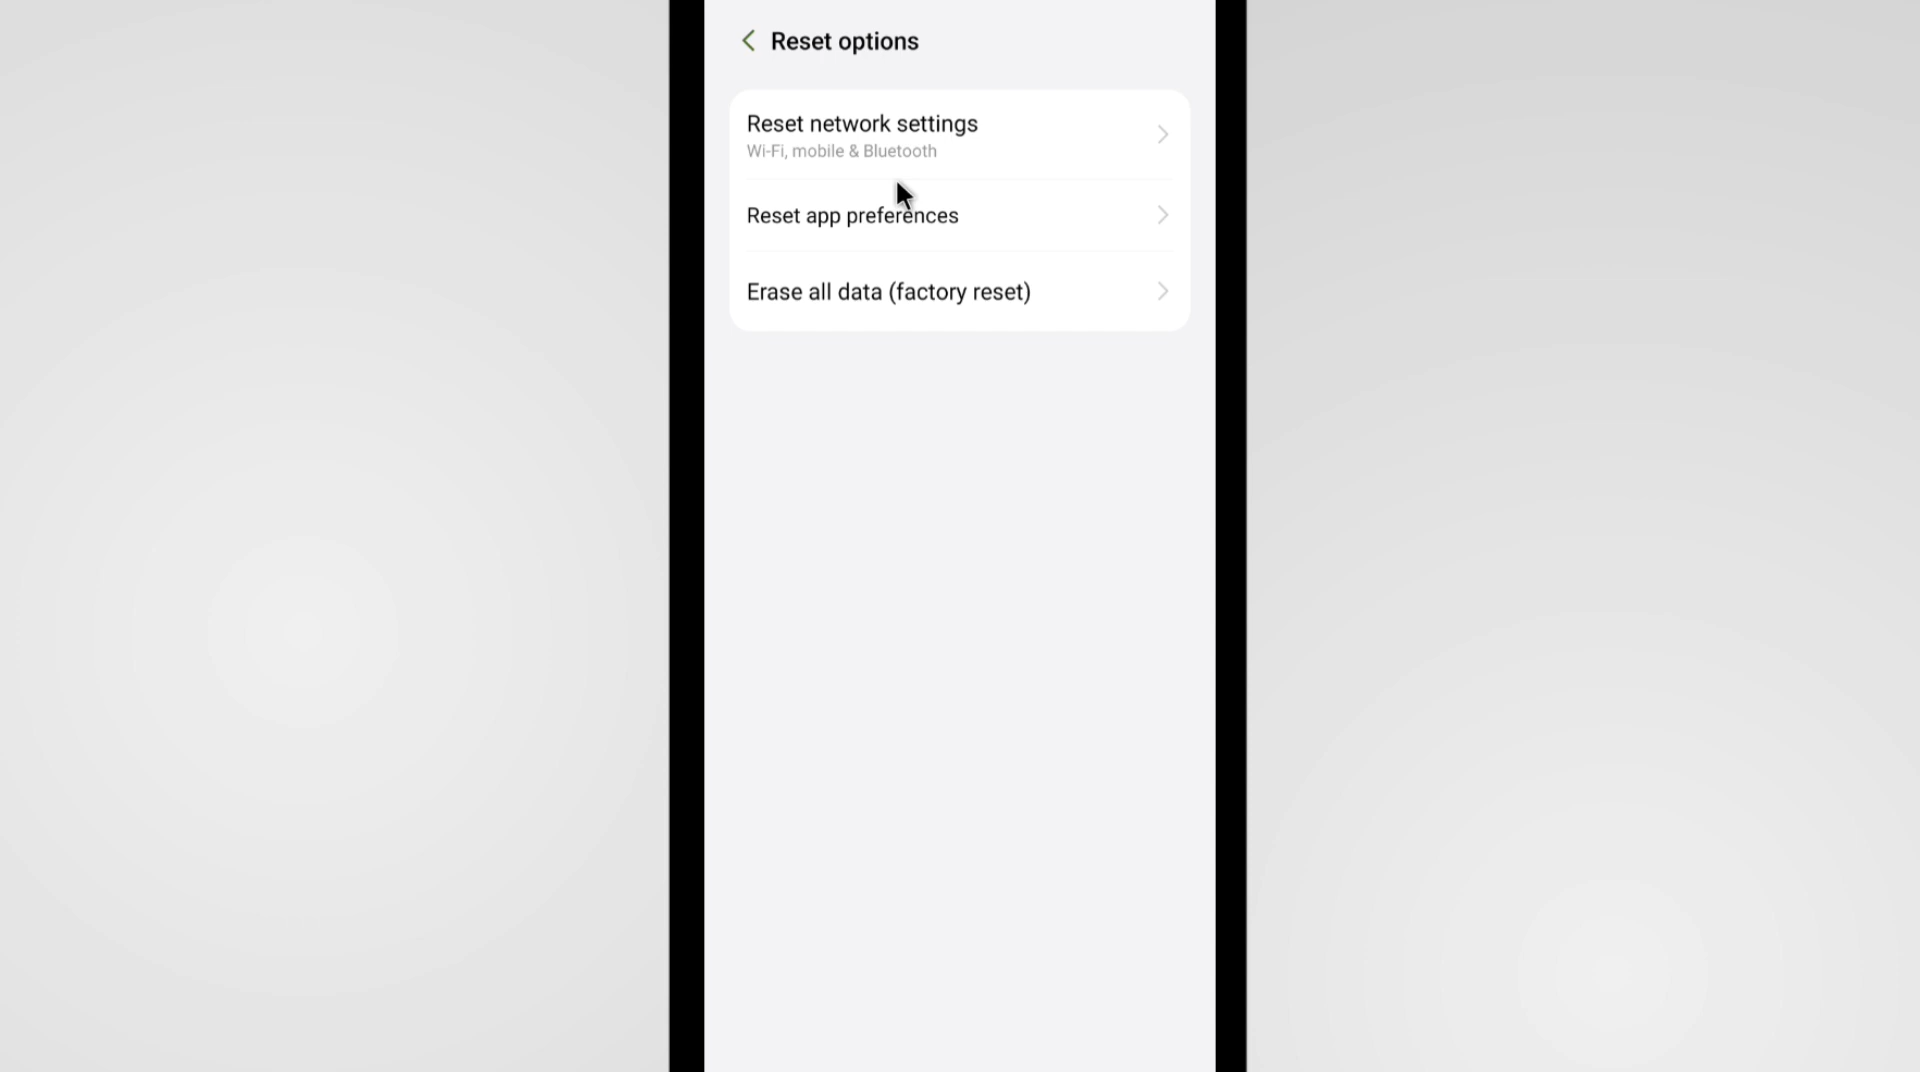 Reset options
Reset network settings
Wi-Fi, mobile & Bluetooth
Reset app preferences
Erase all data (factory reset)